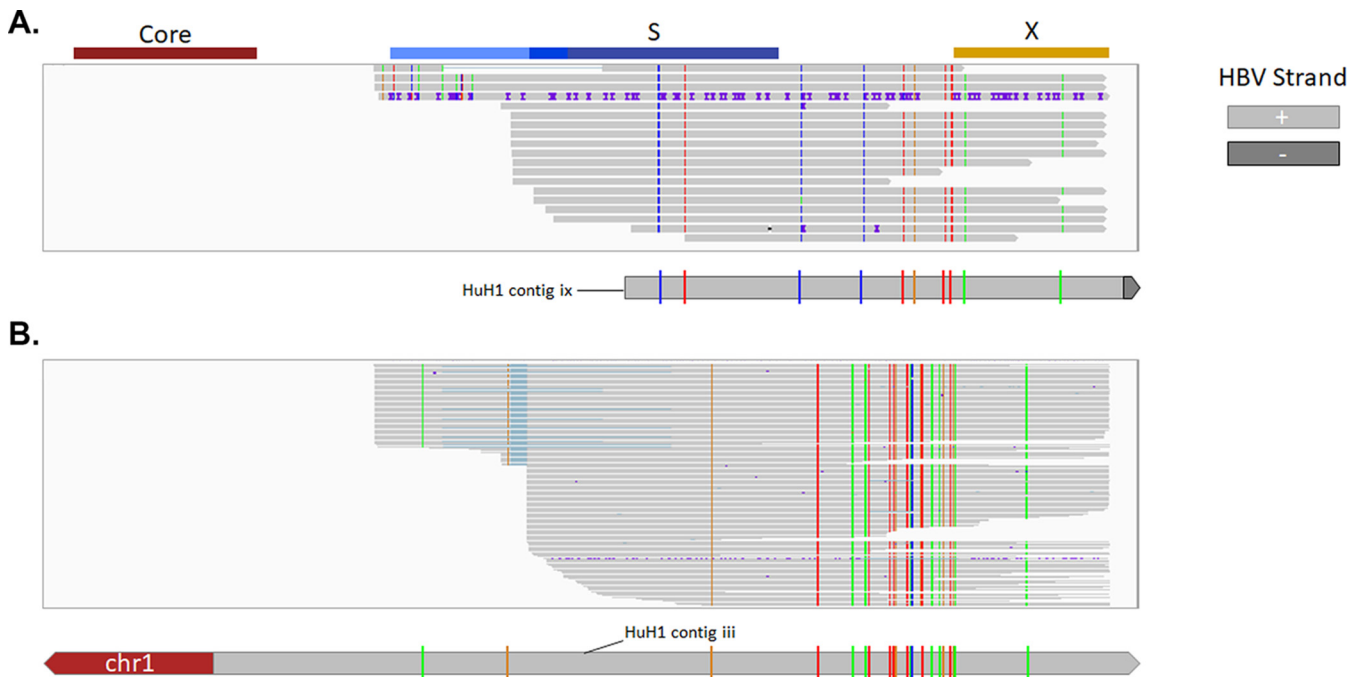 A.
Core
S
X
HBV Strand
+
-
HuH1 contig ix
B.
HuH1 contig iii
chr1